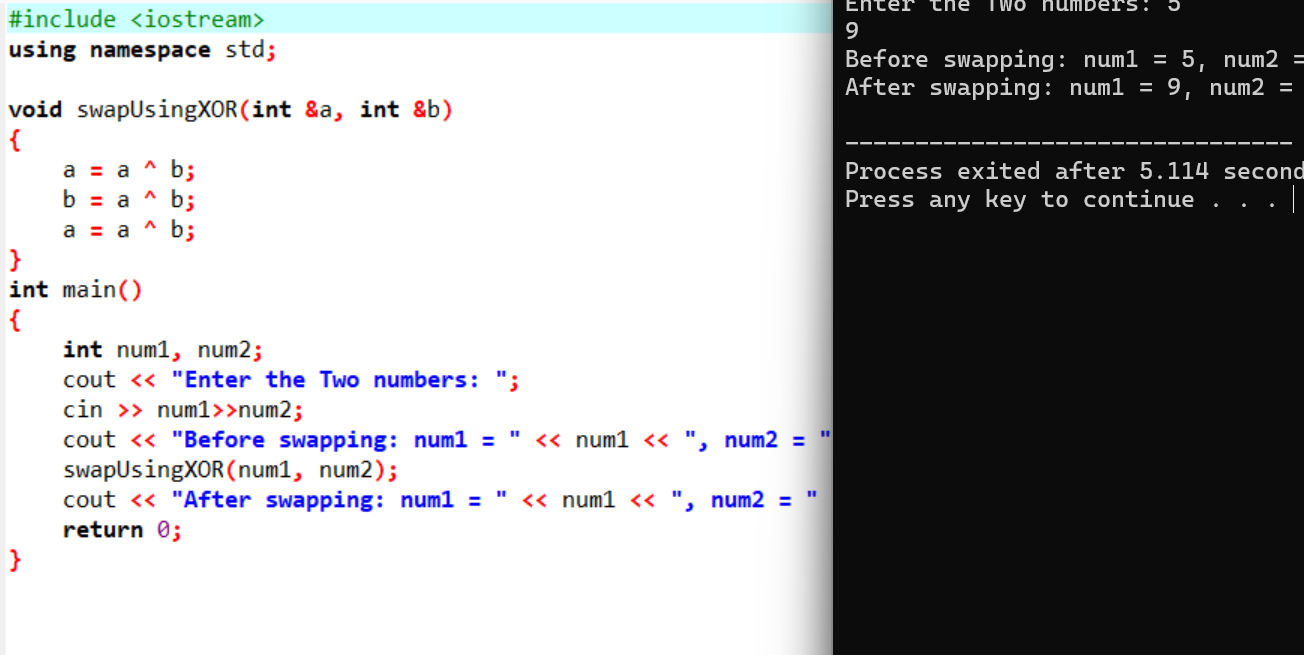 #include <iostream>
using namespace std;
void swapUsingXOR(int &a, int &b)
{
a = a ^ b;
b = a ^ b;
a = a ^ b;
}
int main()
{
int num1, num2;
cout << "Enter the Two numbers: ";
cin >> num1>>num2;
cout << "Before swapping: num1 = " << num1 << ", num2 = "
swapUsingXOR(num1, num2);
cout << "After swapping: num1 = " << num1 << ", num2 = "
return 0;
}
Enter the Two numbers: 5
9
Before swapping: num1 = 5, num2 =
After swapping: num1 = 9, num2 =
--------------------------------
Process exited after 5.114 second
Press any key to continue . . .